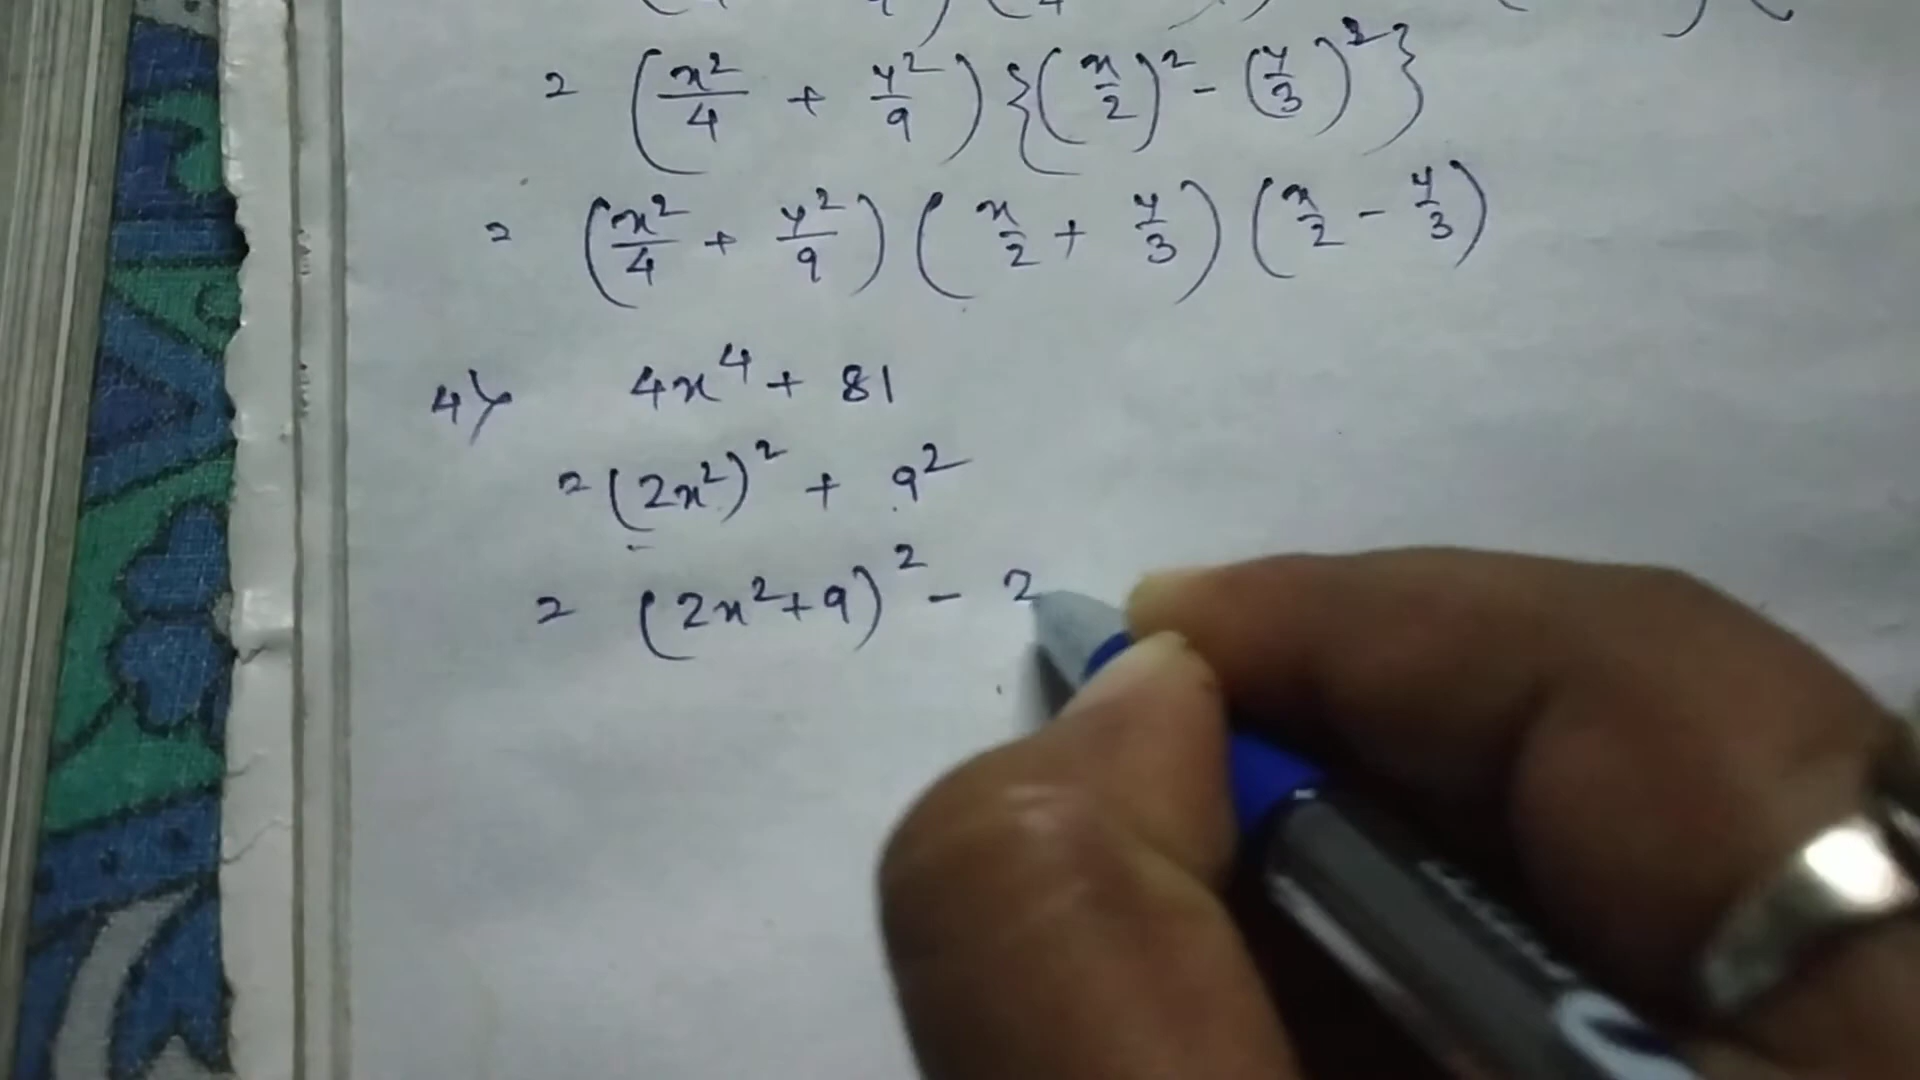 = (x²/4 + y²/9) {(x/2)² - (y/3)²}
= (x²/4 + y²/9) (x/2 + y/3) (x/2 - y/3)
4) 4x⁴ + 81
= (2x²)² + 9²
= (2x²+9)² - 2